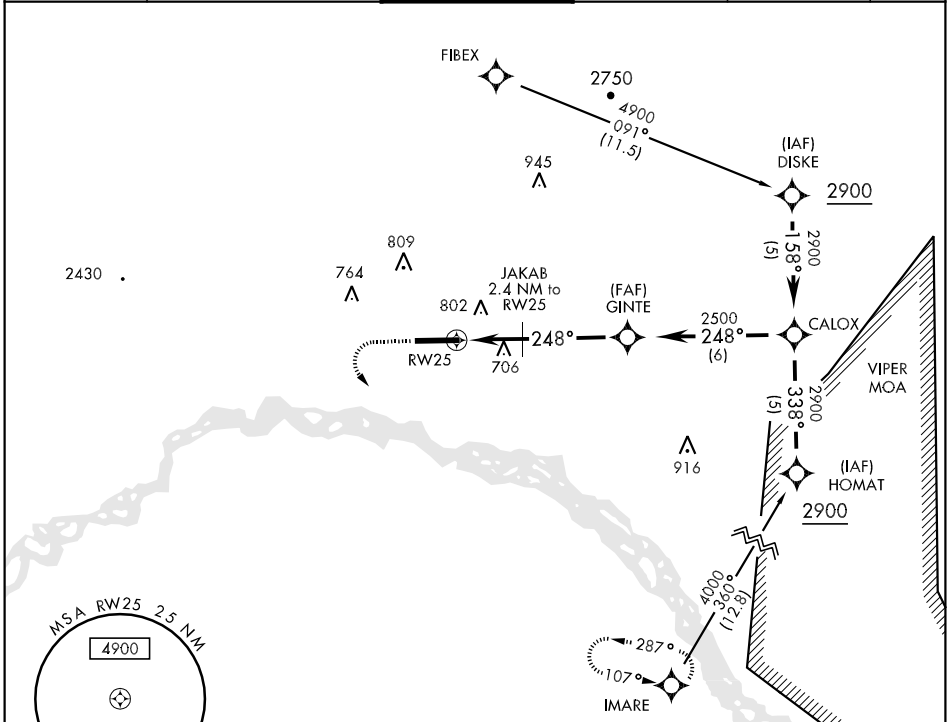 FIBEX
2750
4900
091°
(11.5)
(IAF)
DISKE
2900
945
2900
158°
(5)
809
2430
764
JAKAB
2.4 NM to
RW25
(FAF)
GINTE
802
2500
248°
(6)
CALOX
248°
RW25
706
VIPER
MOA
2900
338°
(5)
916
(IAF)
HOMAT
2900
4000
360°
(12.8)
MSA RW25 25 NM
4900
287°
107°
IMARE